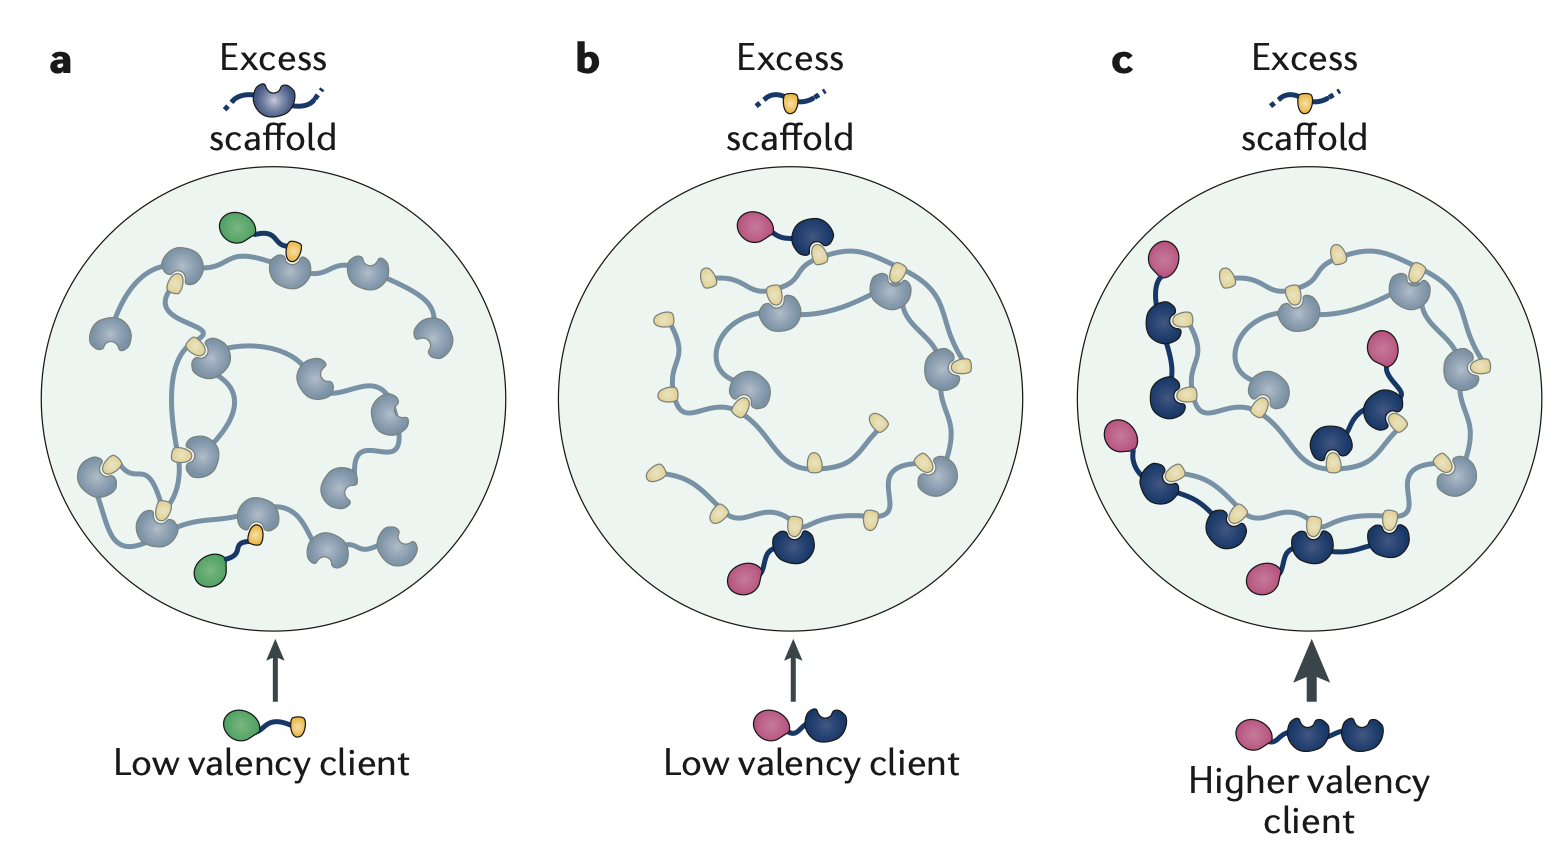 a
Excess
scaffold
Low valency client
b
Excess
scaffold
Low valency client
c
Excess
scaffold
Higher valency
client